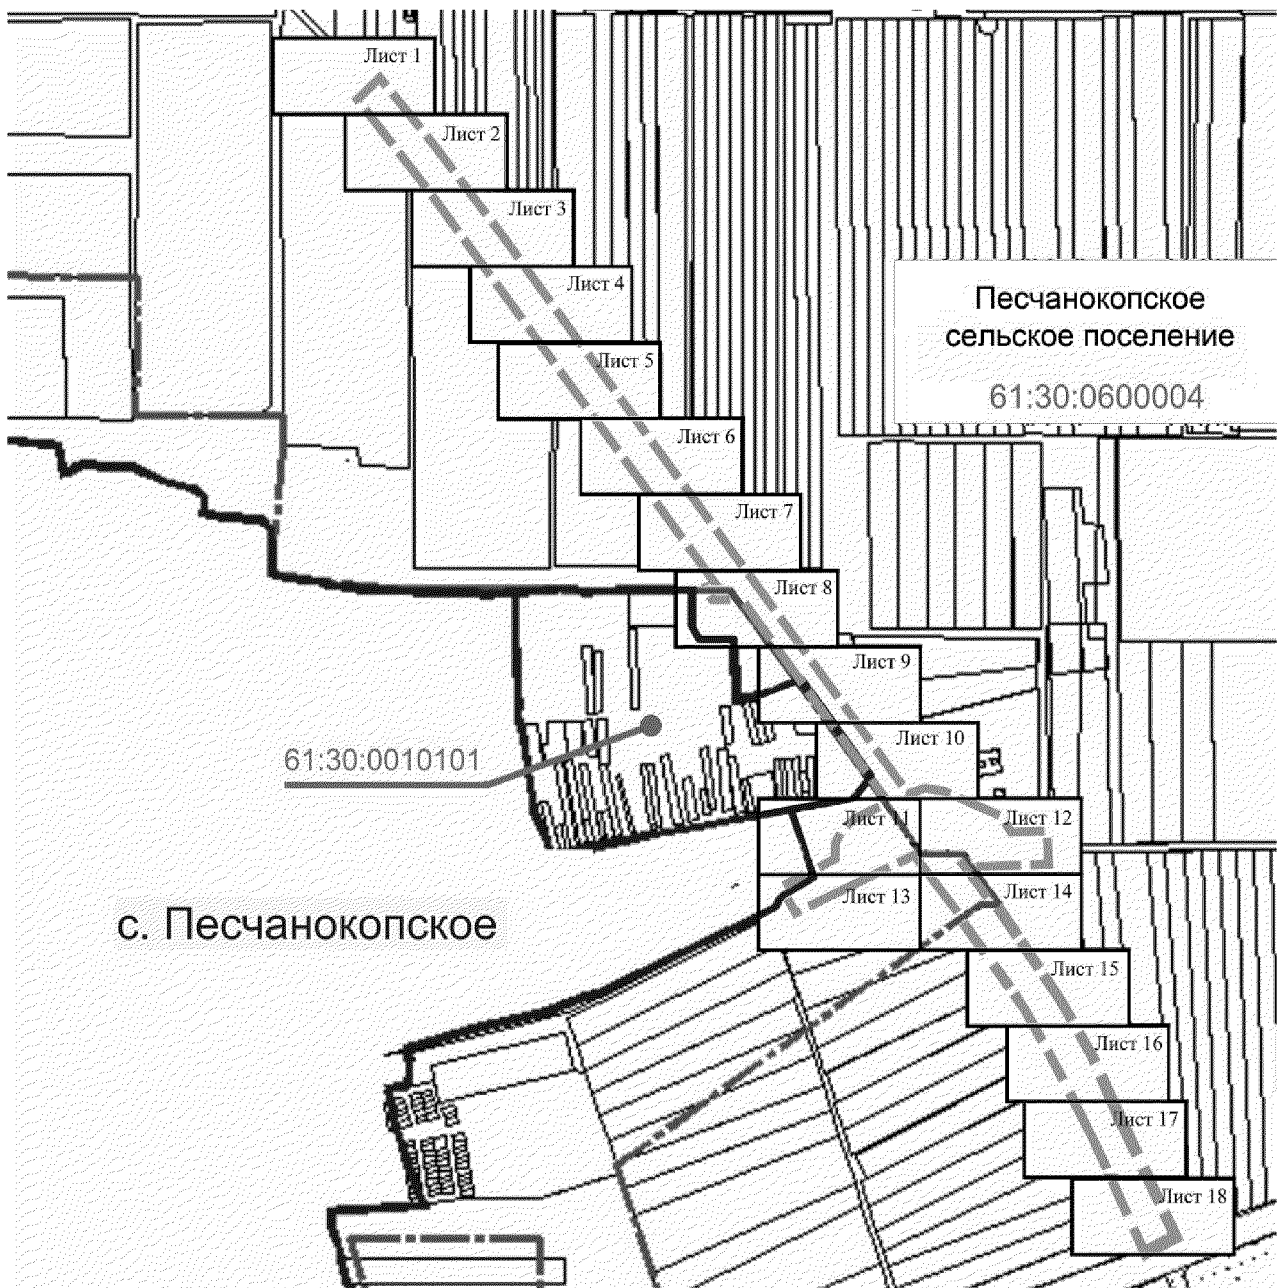 Лист 1
Лист 2
Лист 3
Лист 4
Песчанокопское
сельское поселение
61:30:0600004
Лист 5
Лист 6
Лист 7
Лист 8
Лист 9
61:30:0010101
Лист 10
Лист 11
Лист 12
Лист 13
Лист 14
с. Песчанокопское
Лист 15
Лист 16
Лист 17
Лист 18